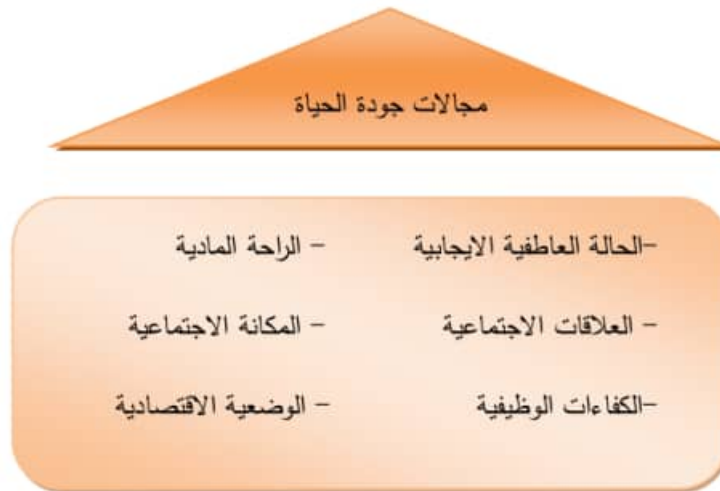 مجالات جودة الحياة
-الحالة العاطفية الايجابية - الراحة المادية
- العلاقات الاجتماعية - المكانة الاجتماعية
-الكفاءات الوظيفية - الوضعية الاقتصادية